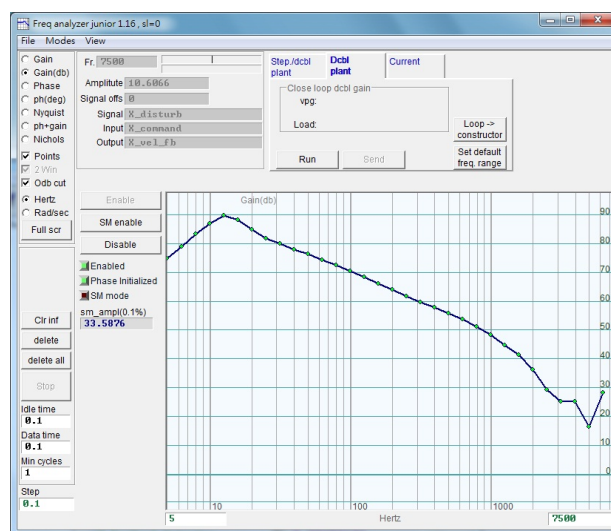 Freq analyzer junior 1.16 , sl=0
File Modes View
Gain
Gain(db)
Phase
ph(deg)
Nyquist
ph+gain
Nichols
Points
2 Win
0db cut
Hertz
Rad/sec
Full scr
Clr inf
delete
delete all
Stop
Idle time
0.1
Data time
0.1
Min cycles
1
Step
0.1
Fr. 7500
Amplitude 10.6066
Signal offs 0
Signal X_disturb
Input X_command
Output X_vel_fb
Enable
SM enable
Disable
Enabled
Phase Initialized
SM mode
sm_ampl(0.1%)
33.5876
Step./dcbl plant
Dcbl plant
Current
Close loop dcbl gain
vpg:
Load:
Run
Send
Loop ->
constructor
Set default
freq. range
Gain(db)
90
80
70
60
50
40
30
20
10
0
10
100
1000
5
Hertz
7500